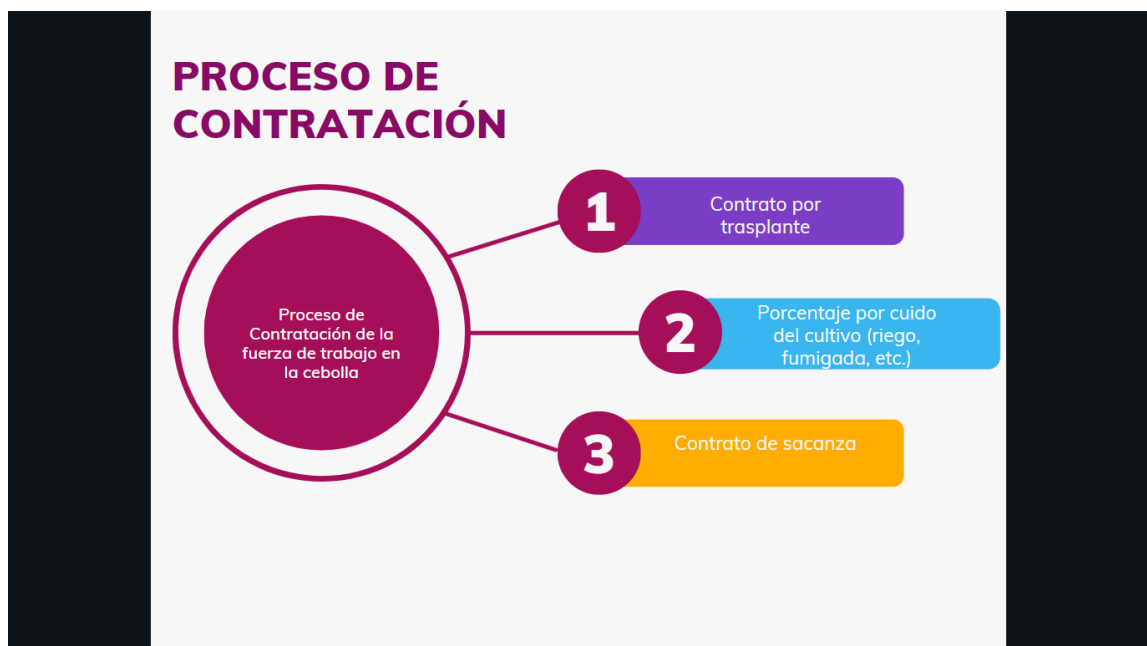 PROCESO DE
CONTRATACIÓN
Proceso de
Contratación de la
fuerza de trabajo en
la cebolla
1
Contrato por
trasplante
2
Porcentaje por cuido
del cultivo (riego,
fumigada, etc.)
3
Contrato de sacanza